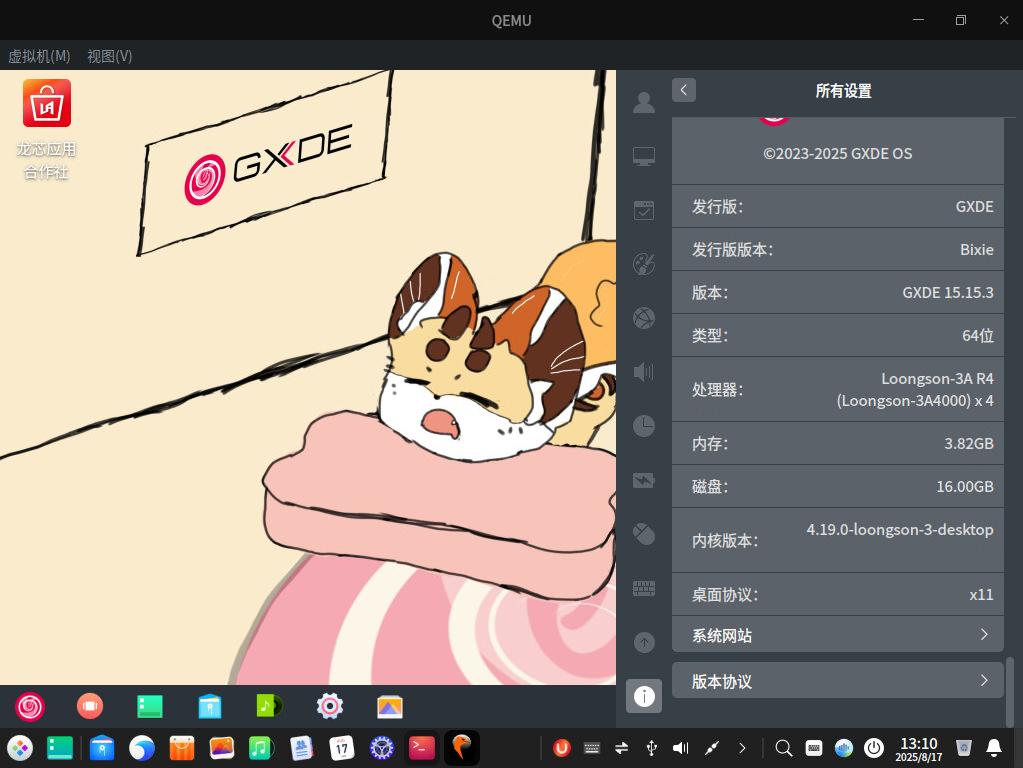 QEMU
虚拟机(M) 视图(V)
龙芯应用
合作社
GXDE
所有设置
©2023-2025 GXDE OS
发行版： GXDE
发行版版本： Bixie
版本： GXDE 15.15.3
类型： 64位
处理器： Loongson-3A R4
(Loongson-3A4000) x 4
内存： 3.82GB
磁盘： 16.00GB
内核版本： 4.19.0-loongson-3-desktop
桌面协议： x11
系统网站
版本协议
17
13:10
2025/8/17